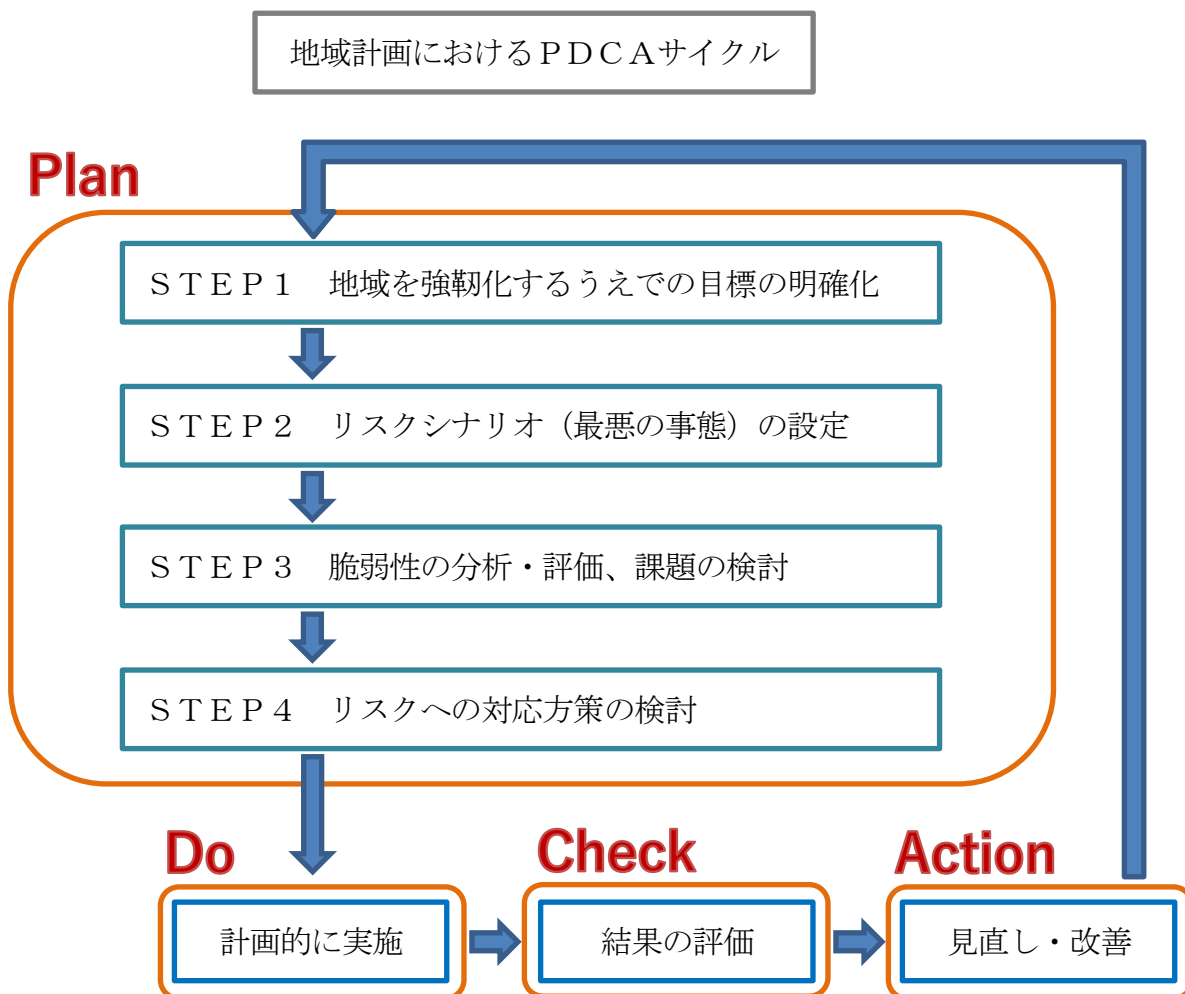 地域計画におけるＰＤＣＡサイクル
Plan
ＳＴＥＰ１　地域を強靭化するうえでの目標の明確化
ＳＴＥＰ２　リスクシナリオ（最悪の事態）の設定
ＳＴＥＰ３　脆弱性の分析・評価、課題の検討
ＳＴＥＰ４　リスクへの対応方策の検討
Do
Check
Action
計画的に実施
結果の評価
見直し・改善